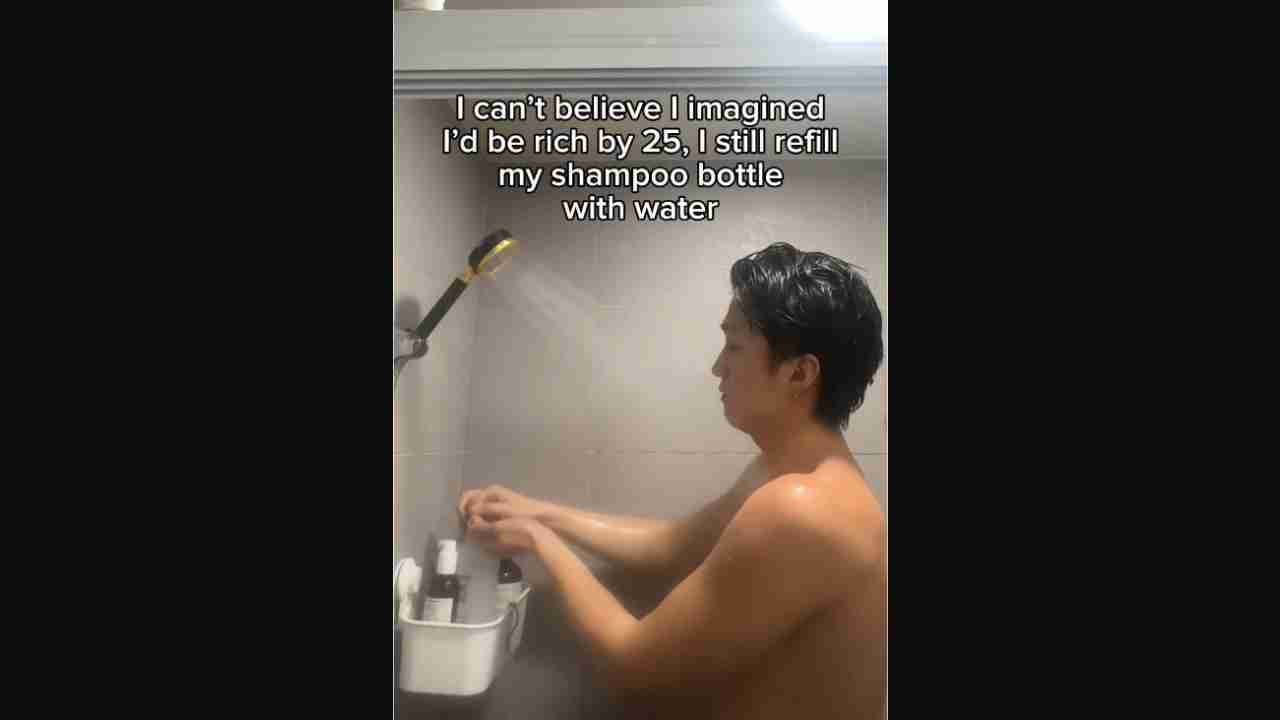 I can’t believe I imagined
I’d be rich by 25, I still refill
my shampoo bottle
with water